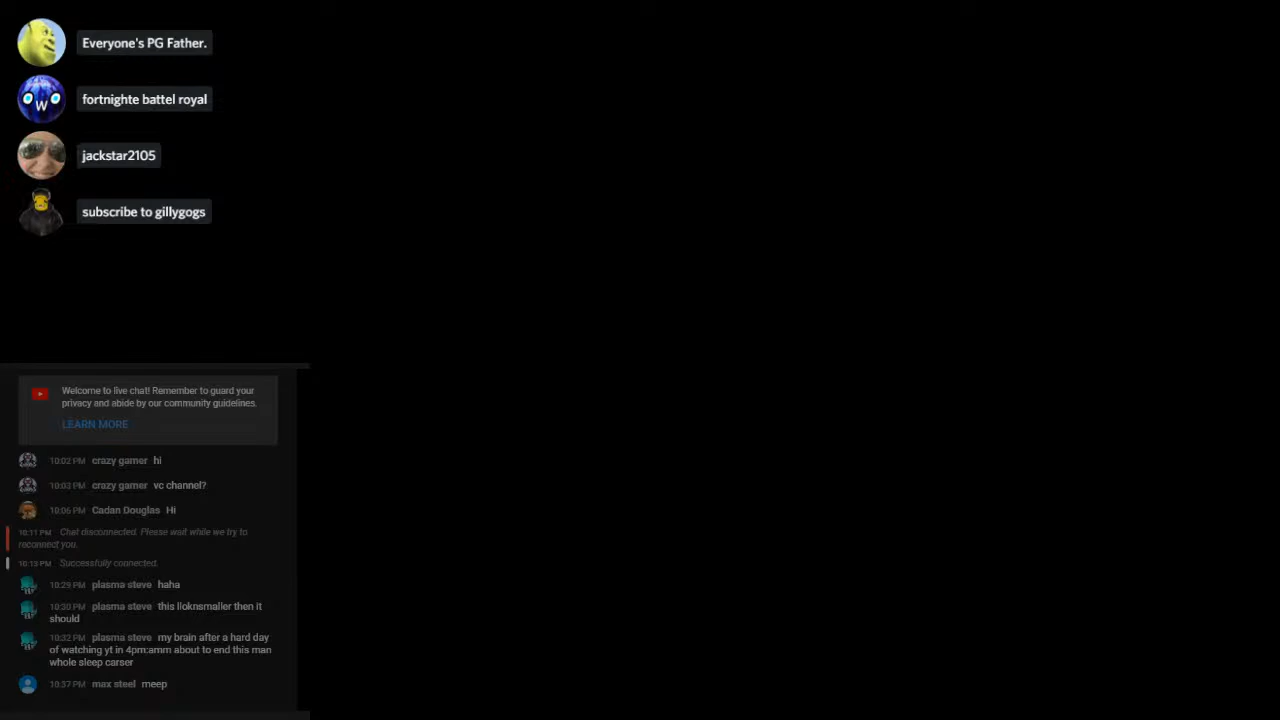 Everyone's PG Father.
fortnighte battel royal
W
jackstar2105
subscribe to gillygogs
Welcome to live chat! Remember to guard your
privacy and abide by our community guidelines.
LEARN MORE
10:02 PM crazy gamer hi
10:03 PM crazy gamer vc channel?
10:06 PM Cadan Douglas Hi
10:11 PM Chat disconnected. Please wait while we try to
reconnect you.
10:13 PM Successfully connected.
10:29 PM plasma steve haha
10:30 PM plasma steve this lloknsmaller then it
should
10:32 PM plasma steve my brain after a hard day
of watching yt in 4pm:amm about to end this man
whole sleep carser
10:37 PM max steel meep